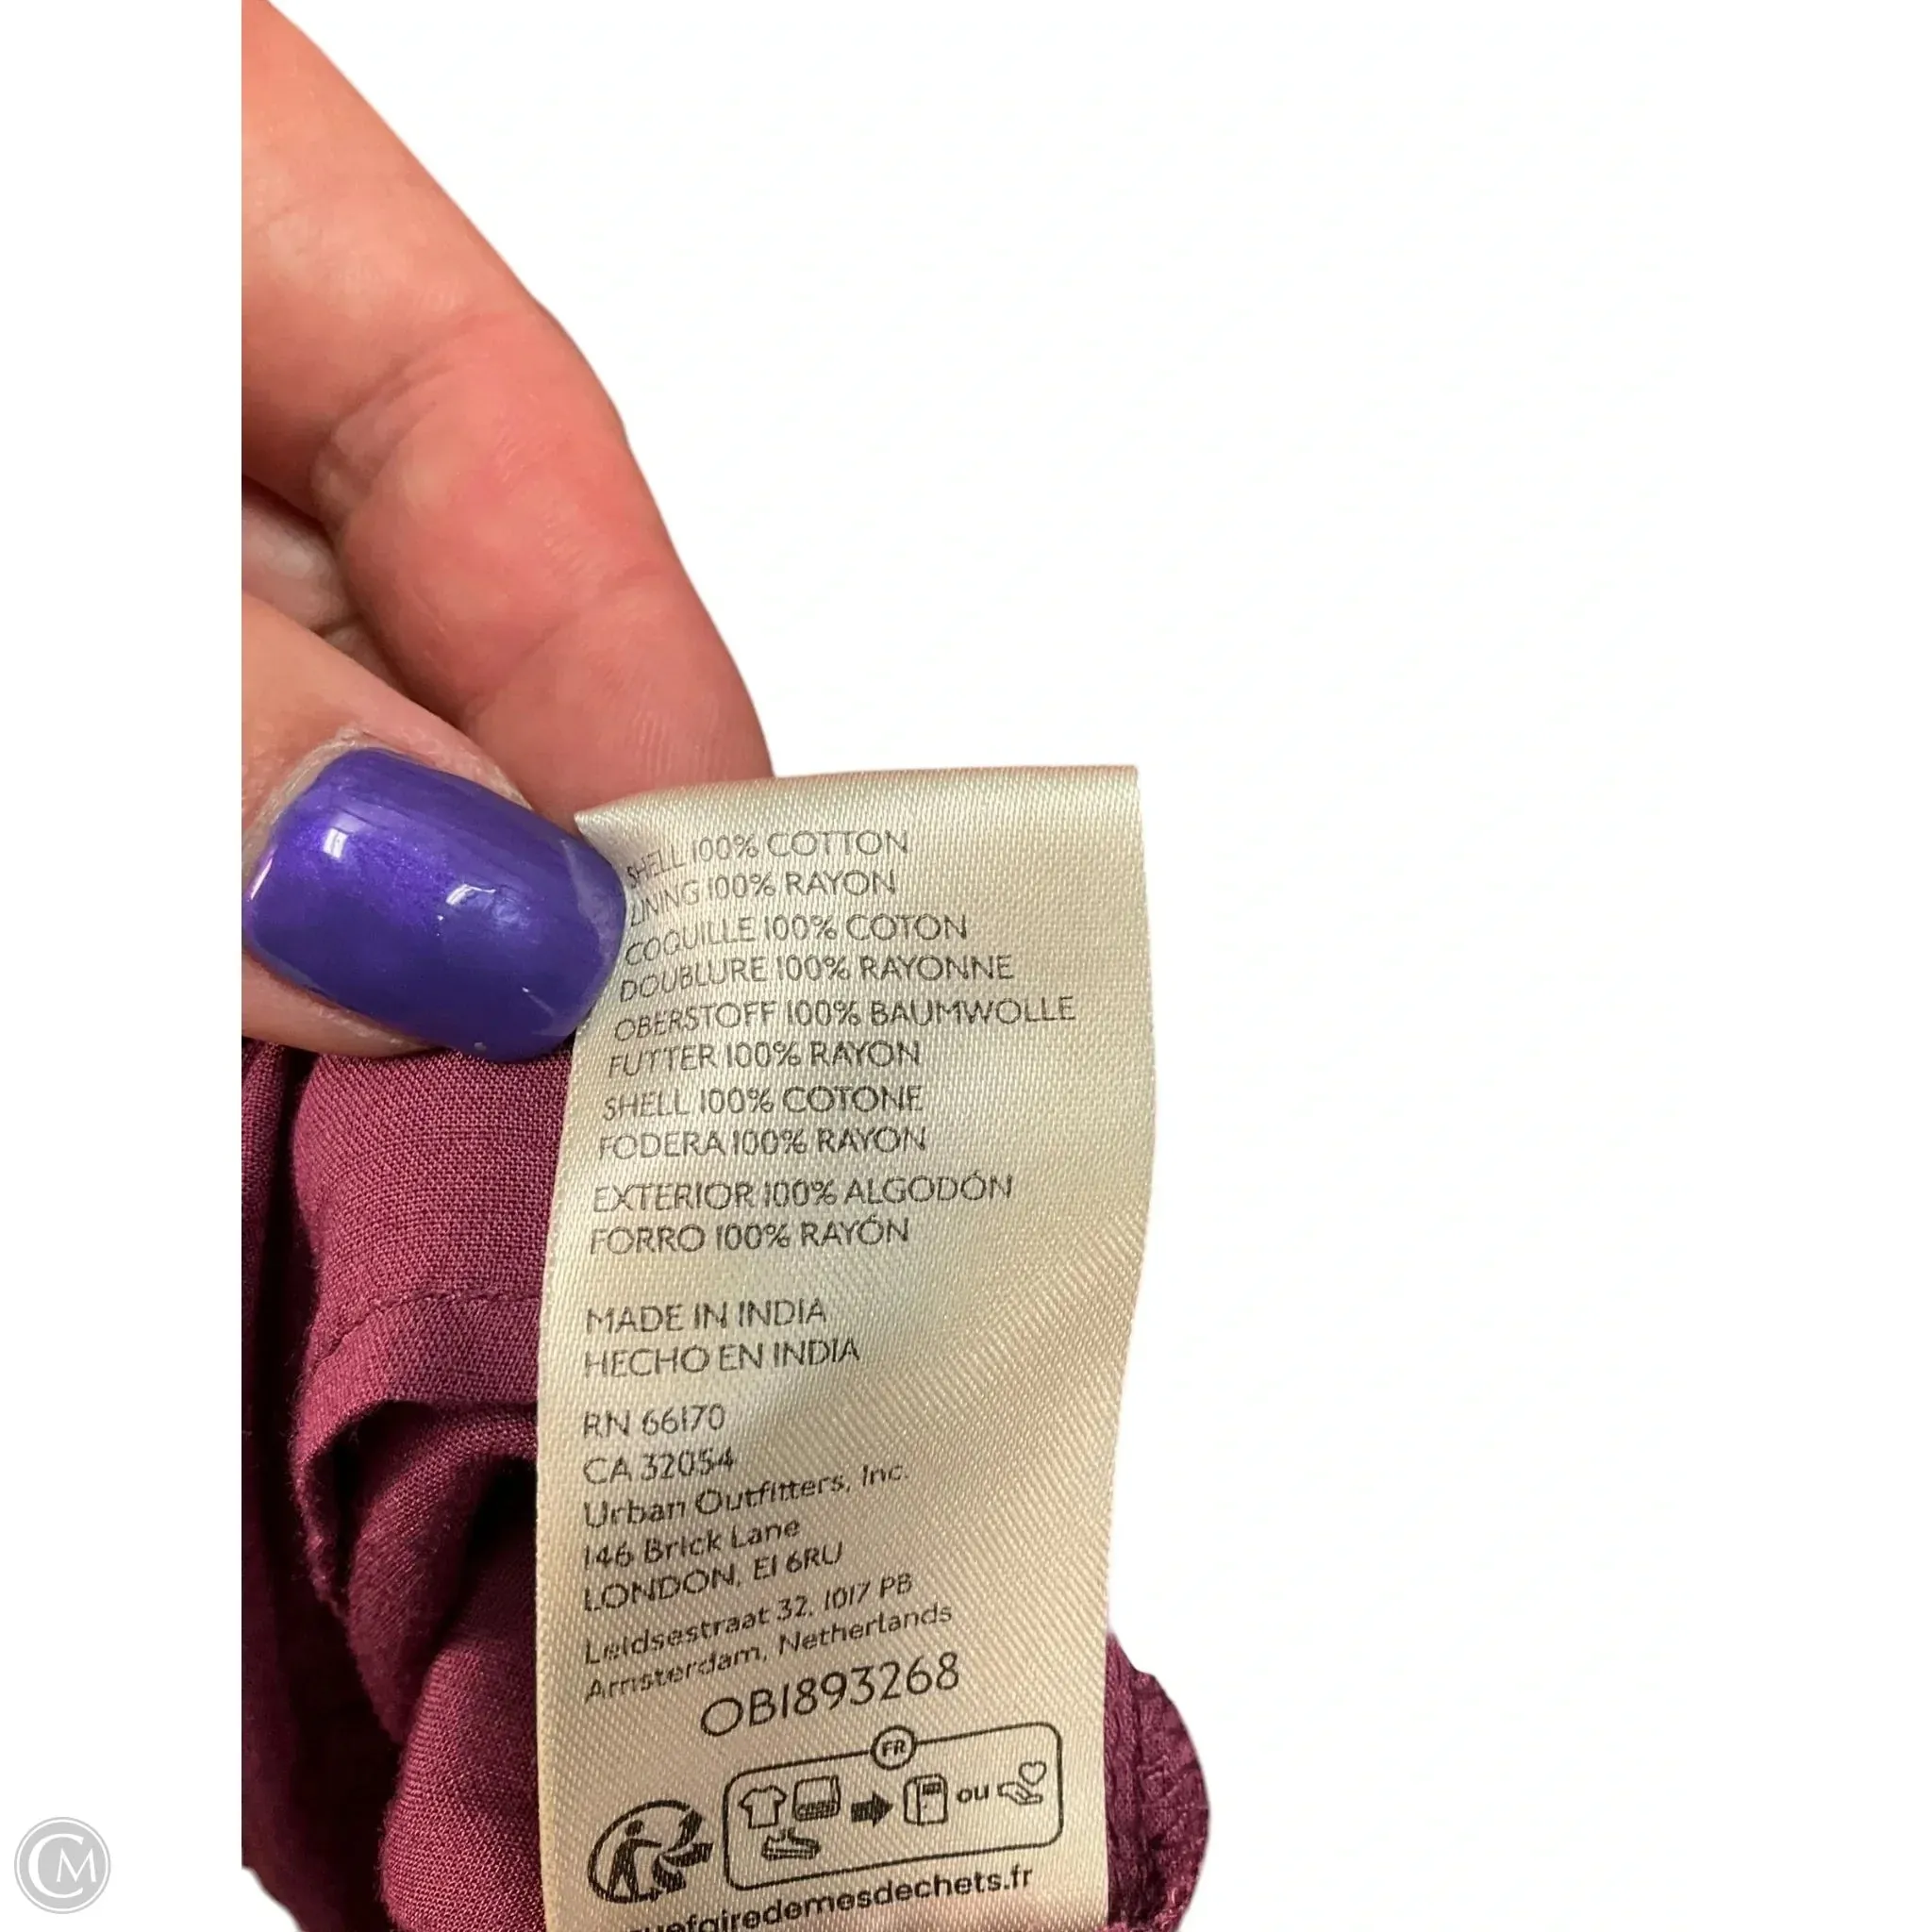 SHELL 100% COTTON
LINING 100% RAYON
COQUILLE 100% COTON
DOUBLURE 100% RAYONNE
OBERSTOFF 100% BAUMWOLLE
FUTTER 100% RAYON
SHELL 100% COTONE
FODERA 100% RAYON
EXTERIOR 100% ALGODÓN
FORRO 100% RAYÓN
MADE IN INDIA
HECHO EN INDIA
RN 66170
CA 32054
Urban Outfitters, Inc.
146 Brick Lane
LONDON, E1 6RU
Leidsestraat 32, 1017 PB
Amsterdam, Netherlands
OB1893268
FR
ou
uefairedemesdechets.fr
CM